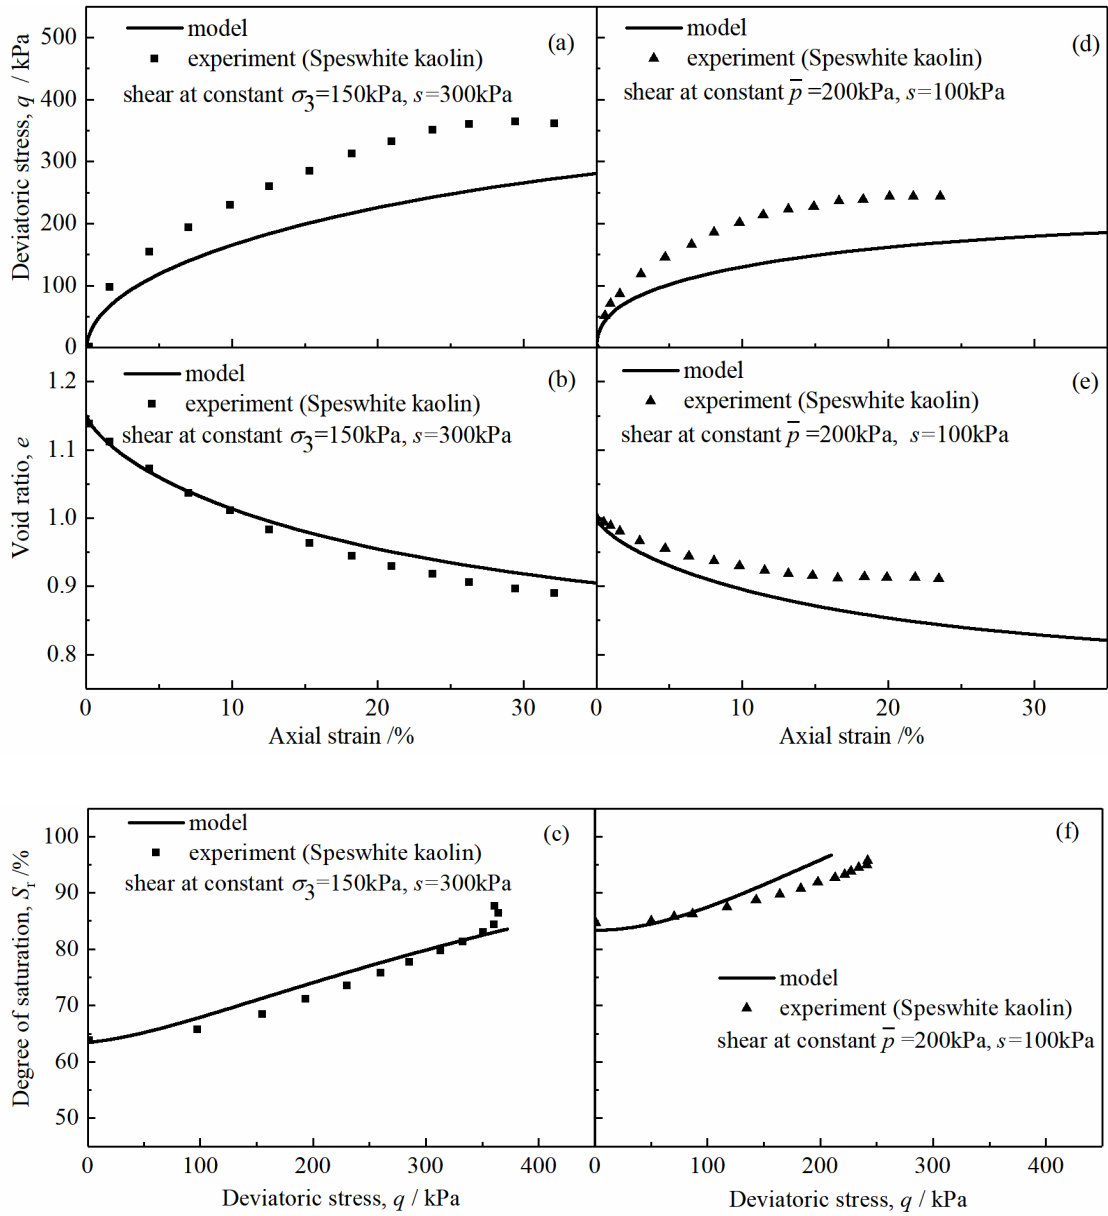 model
experiment (Speswhite kaolin)
shear at constant σ3=150kPa, s=300kPa
(a)
Deviatoric stress, q / kPa
500
400
300
200
100
0
model
experiment (Speswhite kaolin)
shear at constant p̅ =200kPa, s=100kPa
(d)
model
experiment (Speswhite kaolin)
shear at constant σ3=150kPa, s=300kPa
(b)
Void ratio, e
1.2
1.1
1.0
0.9
0.8
0 10 20 30
Axial strain /%
model
experiment (Speswhite kaolin)
shear at constant p̅ =200kPa, s=100kPa
(e)
0 10 20 30
Axial strain /%
model
experiment (Speswhite kaolin)
shear at constant σ3=150kPa, s=300kPa
(c)
Degree of saturation, Sr /%
100
90
80
70
60
50
0 100 200 300 400
Deviatoric stress, q / kPa
(f)
model
experiment (Speswhite kaolin)
shear at constant p̅ =200kPa, s=100kPa
0 100 200 300 400
Deviatoric stress, q / kPa